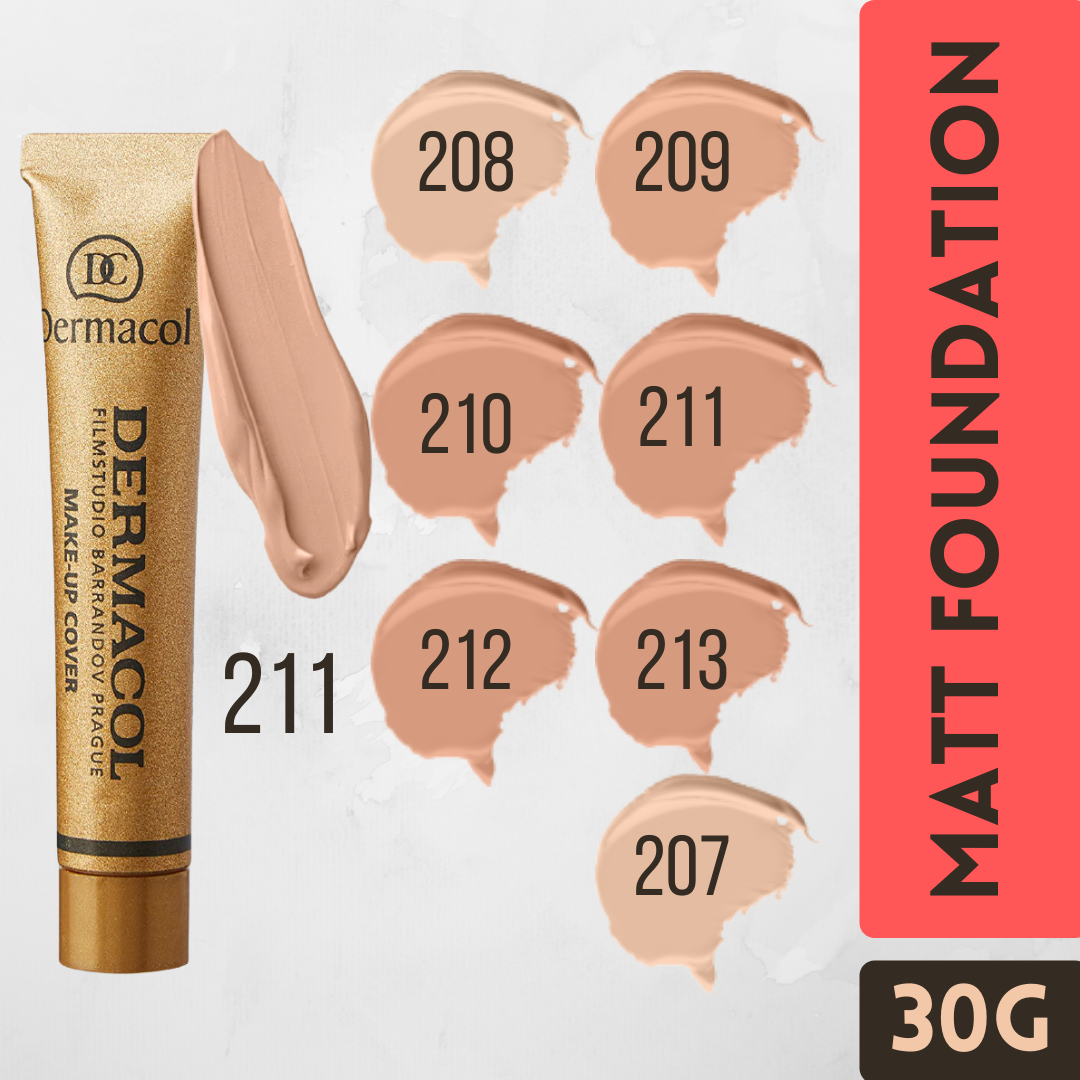 DC
Dermacol
DERMACOL
FILMSTUDIO BARRANDOV PRAGUE
MAKE-UP COVER
211
208
209
210
211
212
213
207
MATT FOUNDATION
30G